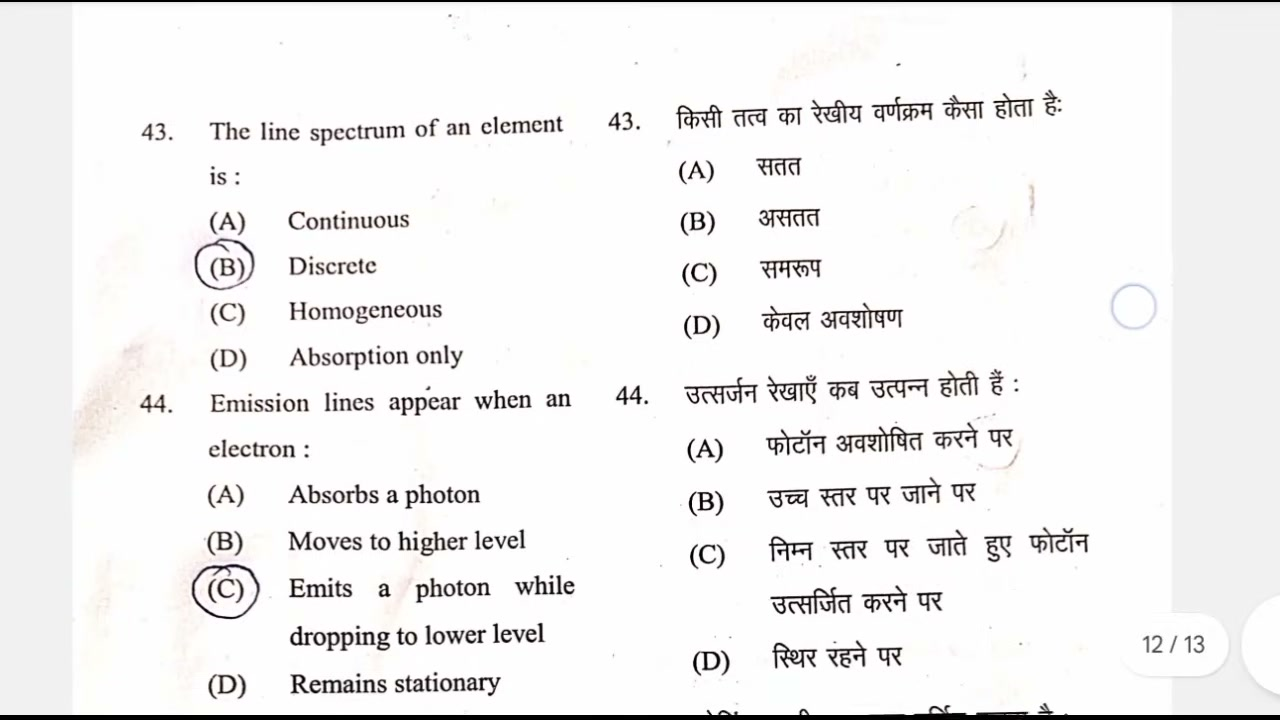 43. The line spectrum of an element
is :
(A) Continuous
(B) Discrete
(C) Homogeneous
(D) Absorption only
44. Emission lines appear when an
electron :
(A) Absorbs a photon
(B) Moves to higher level
(C) Emits a photon while
dropping to lower level
(D) Remains stationary
43. किसी तत्व का रेखीय वर्णक्रम कैसा होता है:
(A) सतत
(B) असतत
(C) समरूप
(D) केवल अवशोषण
44. उत्सर्जन रेखाएँ कब उत्पन्न होती हैं :
(A) फोटॉन अवशोषित करने पर
(B) उच्च स्तर पर जाने पर
(C) निम्न स्तर पर जाते हुए फोटॉन
उत्सर्जित करने पर
(D) स्थिर रहने पर
12 / 13